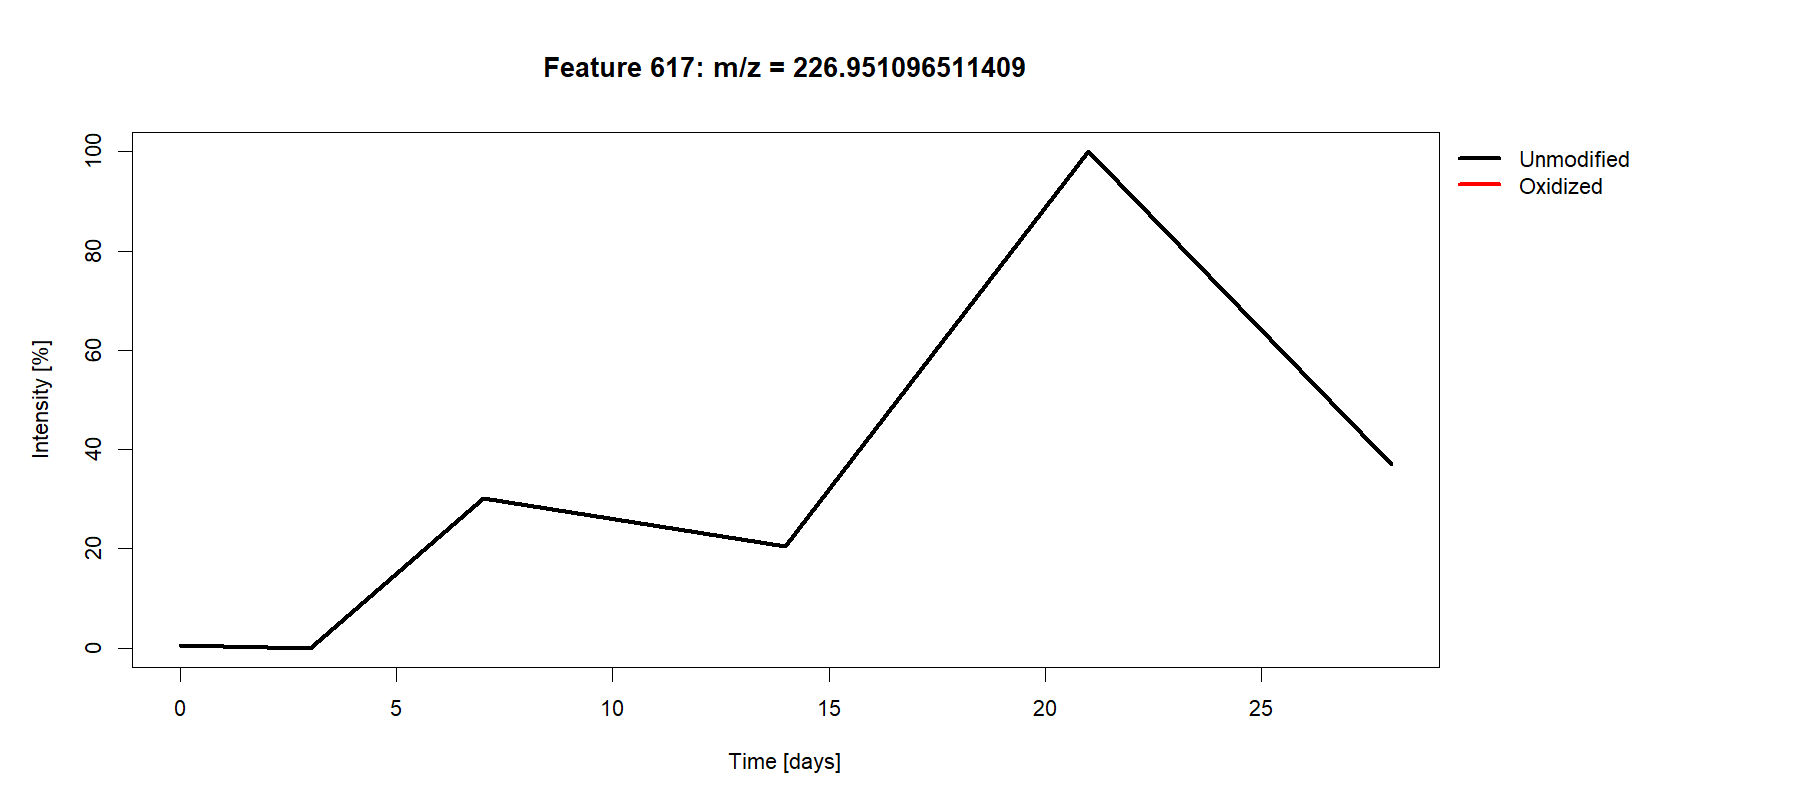 Feature 617: m/z = 226.951096511409
Unmodified
Oxidized
Intensity [%]
100
80
60
40
20
0
0 5 10 15 20 25
Time [days]